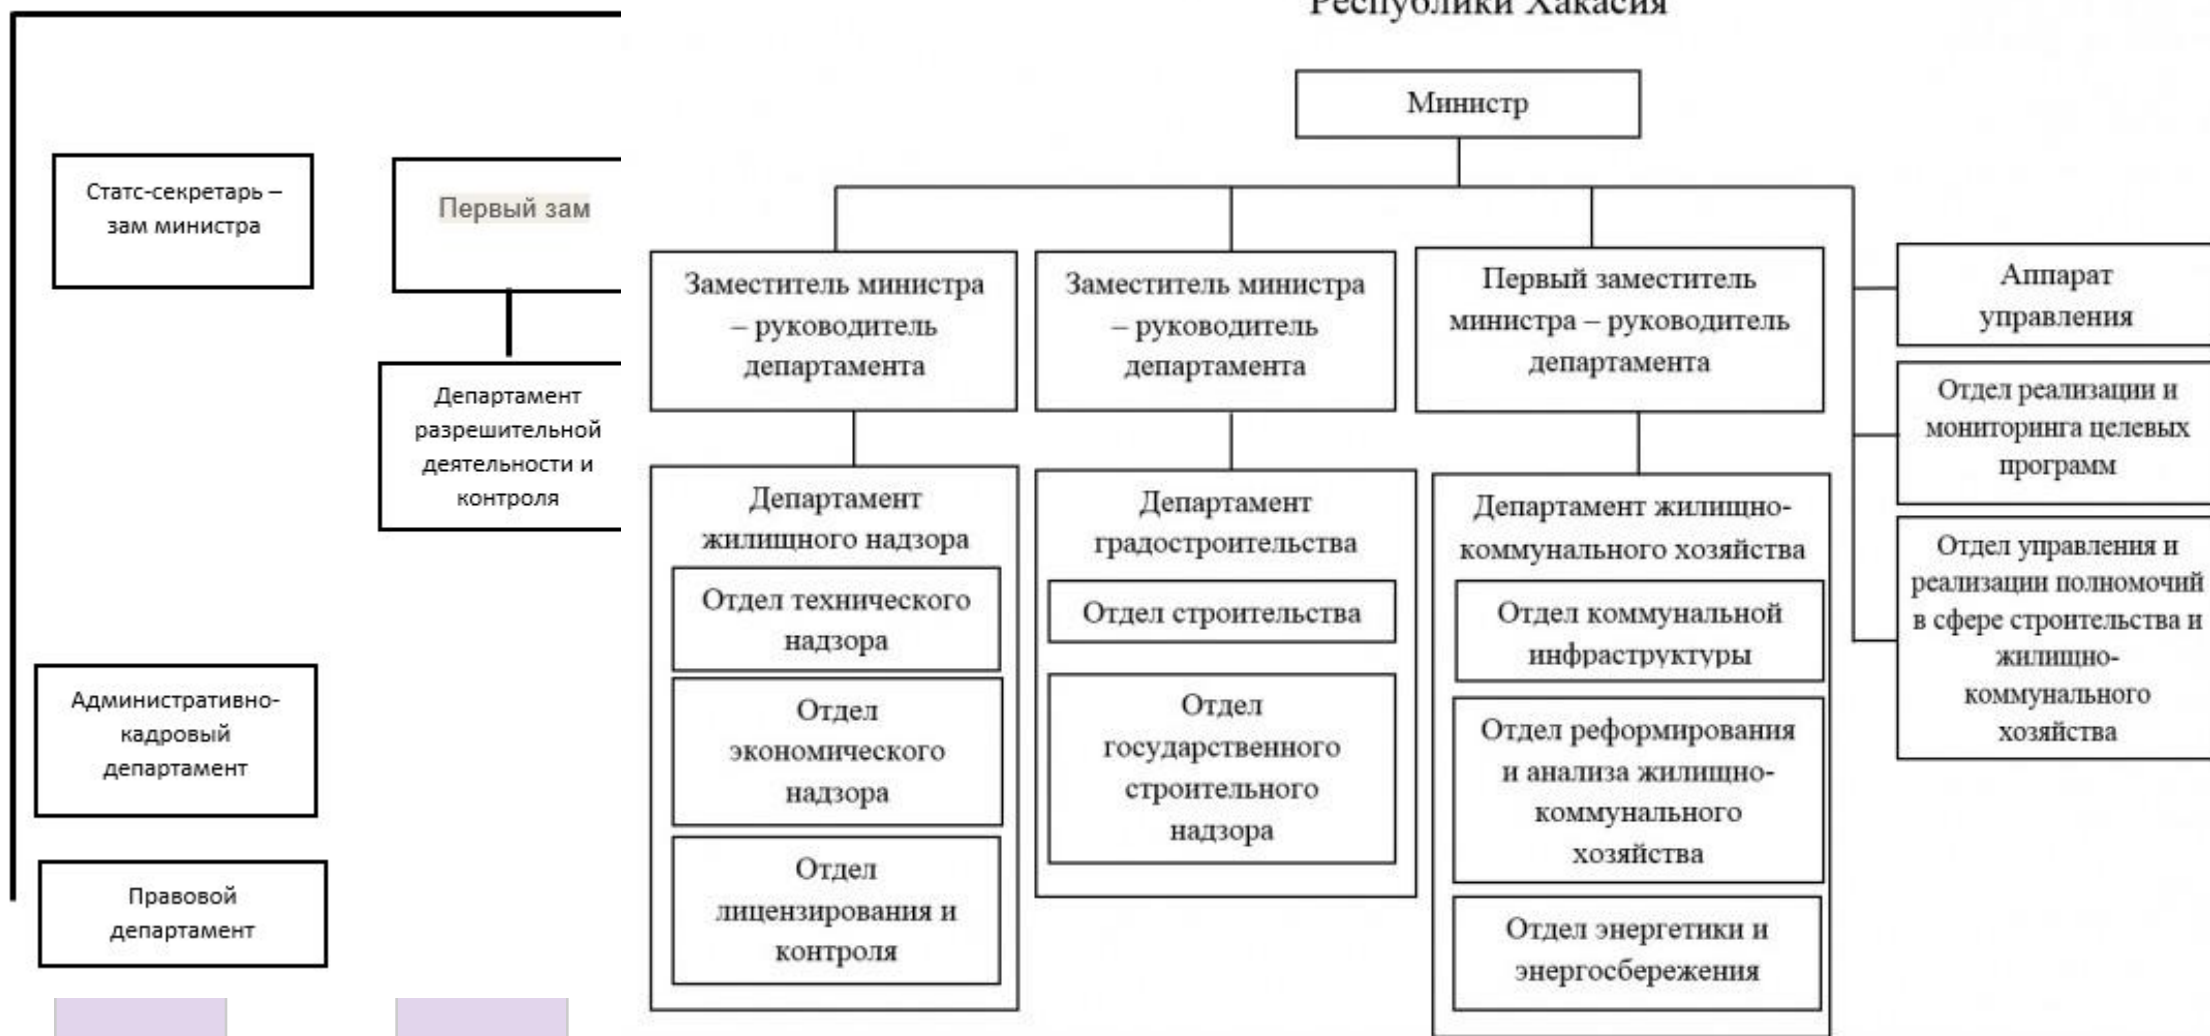 Республики Хакасия
Министр
Статс-секретарь –
зам министра
Первый зам
Департамент
разрешительной
деятельности и
контроля
Административно-
кадровый
департамент
Правовой
департамент
Заместитель министра
– руководитель
департамента
Заместитель министра
– руководитель
департамента
Первый заместитель
министра – руководитель
департамента
Аппарат
управления
Отдел реализации и
мониторинга целевых
программ
Отдел управления и
реализации полномочий
в сфере строительства и
жилищно-
коммунального
хозяйства
Департамент
жилищного надзора
Отдел технического
надзора
Отдел
экономического
надзора
Отдел
лицензирования и
контроля
Департамент
градостроительства
Отдел строительства
Отдел
государственного
строительного
надзора
Департамент жилищно-
коммунального хозяйства
Отдел коммунальной
инфраструктуры
Отдел реформирования
и анализа жилищно-
коммунального
хозяйства
Отдел энергетики и
энергосбережения